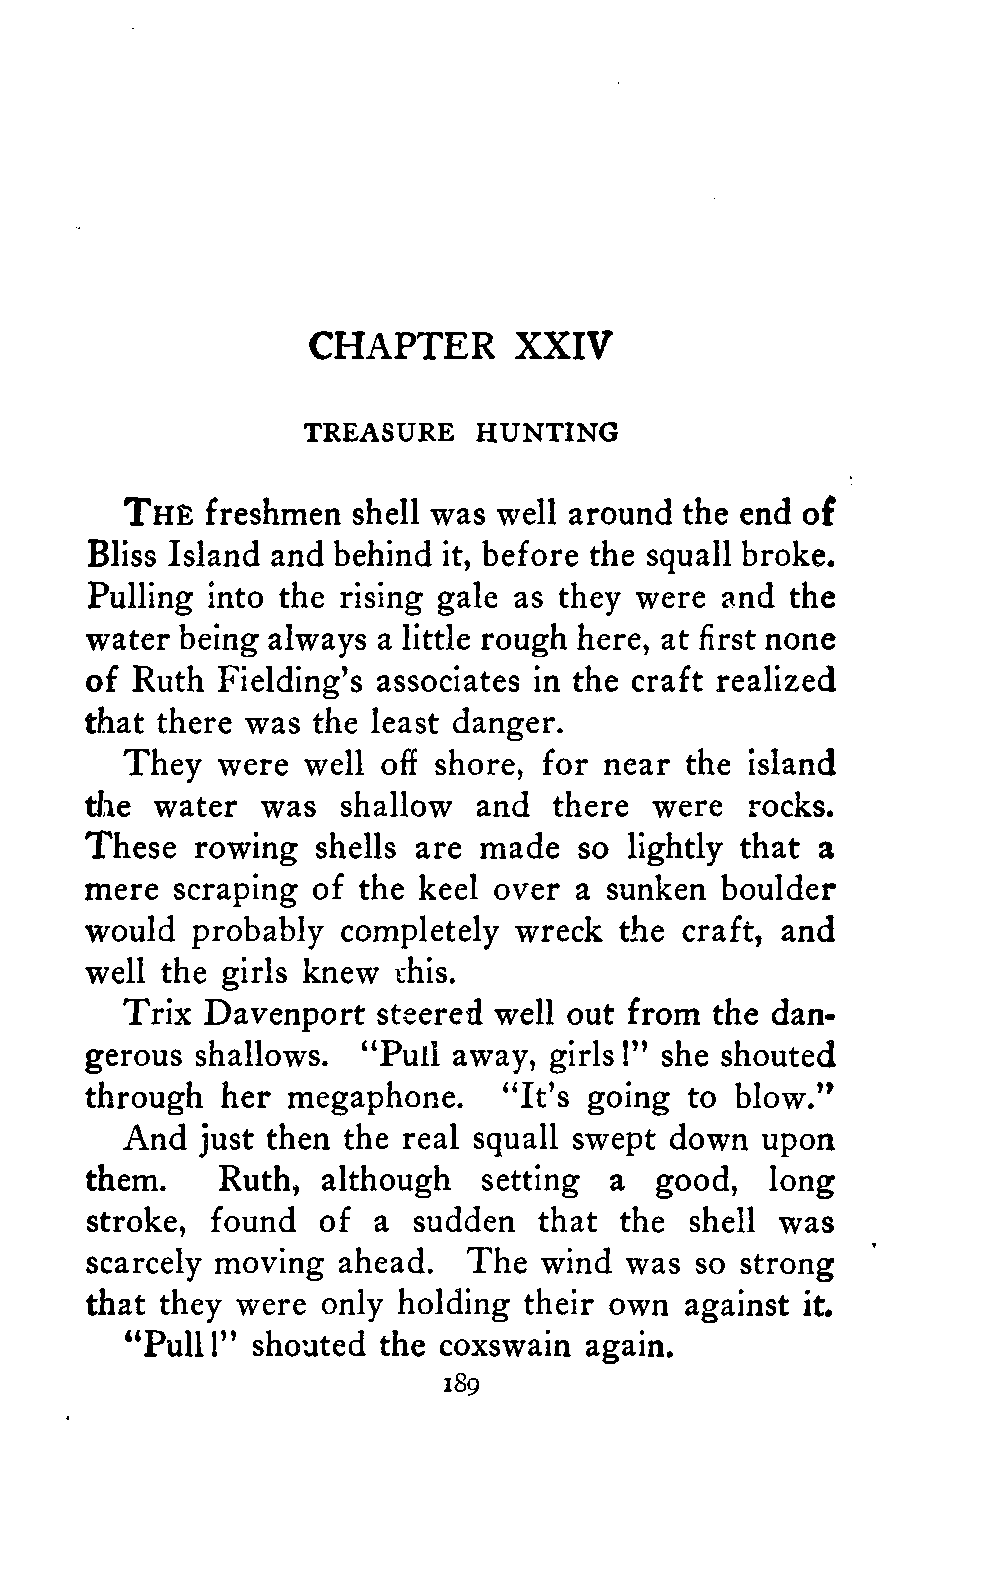 CHAPTER XXIV
TREASURE HUNTING
THE freshmen shell was well around the end of
Bliss Island and behind it, before the squall broke.
Pulling into the rising gale as they were and the
water being always a little rough here, at first none
of Ruth Fielding's associates in the craft realized
that there was the least danger.
They were well off shore, for near the island
the water was shallow and there were rocks.
These rowing shells are made so lightly that a
mere scraping of the keel over a sunken boulder
would probably completely wreck the craft, and
well the girls knew this.
Trix Davenport steered well out from the dan-
gerous shallows. "Pull away, girls!" she shouted
through her megaphone. "It's going to blow."
And just then the real squall swept down upon
them. Ruth, although setting a good, long
stroke, found of a sudden that the shell was
scarcely moving ahead. The wind was so strong
that they were only holding their own against it.
"Pull!" shouted the coxswain again.
189